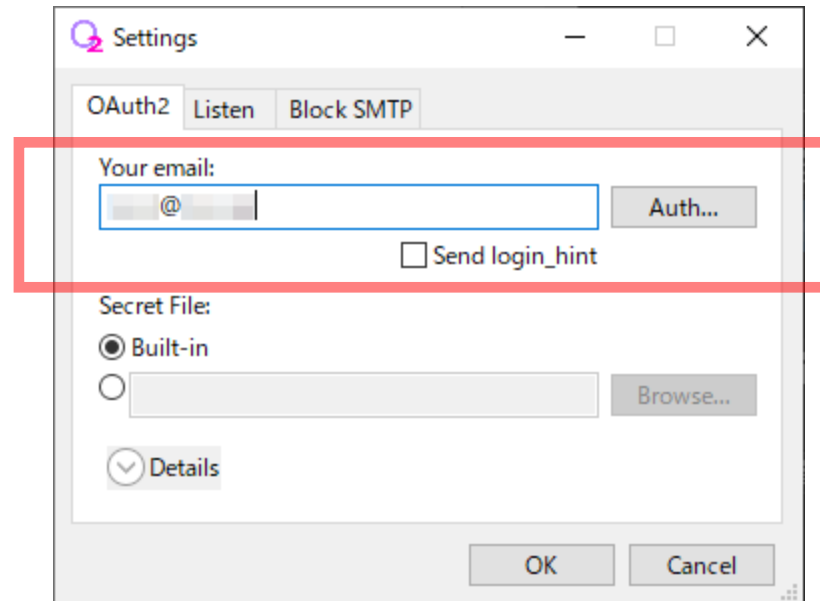 Settings
OAuth2 Listen Block SMTP
Your email:
@
Auth...
Send login_hint
Secret File:
Built-in
Browse...
Details
OK Cancel